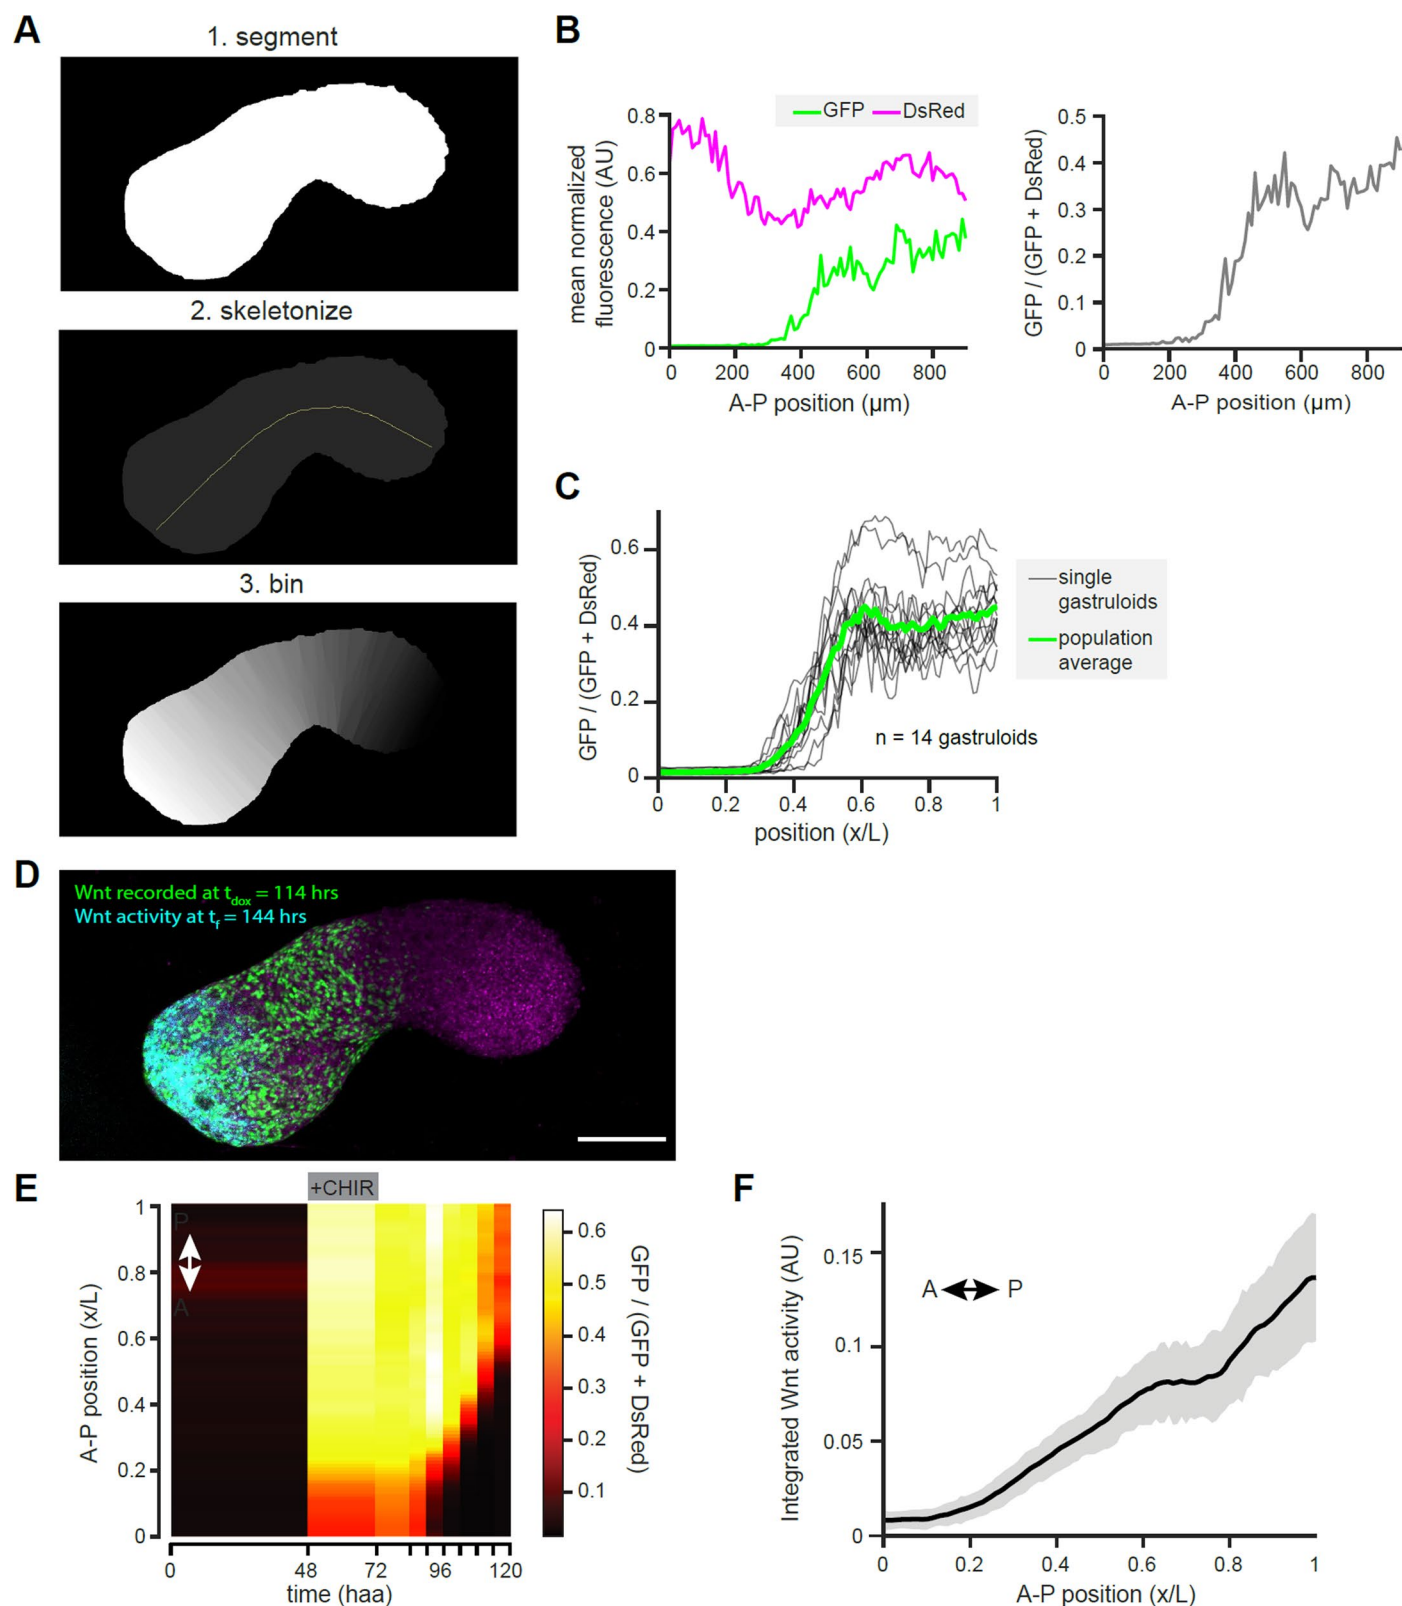 A
1. segment
2. skeletonize
3. bin
B
GFP DsRed
mean normalized
fluorescence (AU)
0.8
0.6
0.4
0.2
0
0 200 400 600 800
A-P position (µm)
GFP / (GFP + DsRed)
0.5
0.4
0.3
0.2
0.1
0
0 200 400 600 800
A-P position (µm)
C
GFP / (GFP + DsRed)
0.6
0.4
0.2
0
0 0.2 0.4 0.6 0.8 1
position (x/L)
n = 14 gastruloids
single
gastruloids
population
average
D
Wnt recorded at tdox = 114 hrs
Wnt activity at tf = 144 hrs
E
+CHIR
A-P position (x/L)
1
0.8
0.6
0.4
0.2
0
P
A
0 48 72 96 120
time (haa)
0.6
0.5
0.4
0.3
0.2
0.1
GFP / (GFP + DsRed)
F
Integrated Wnt activity (AU)
0.15
0.1
0.05
0
A P
0 0.2 0.4 0.6 0.8 1
A-P position (x/L)